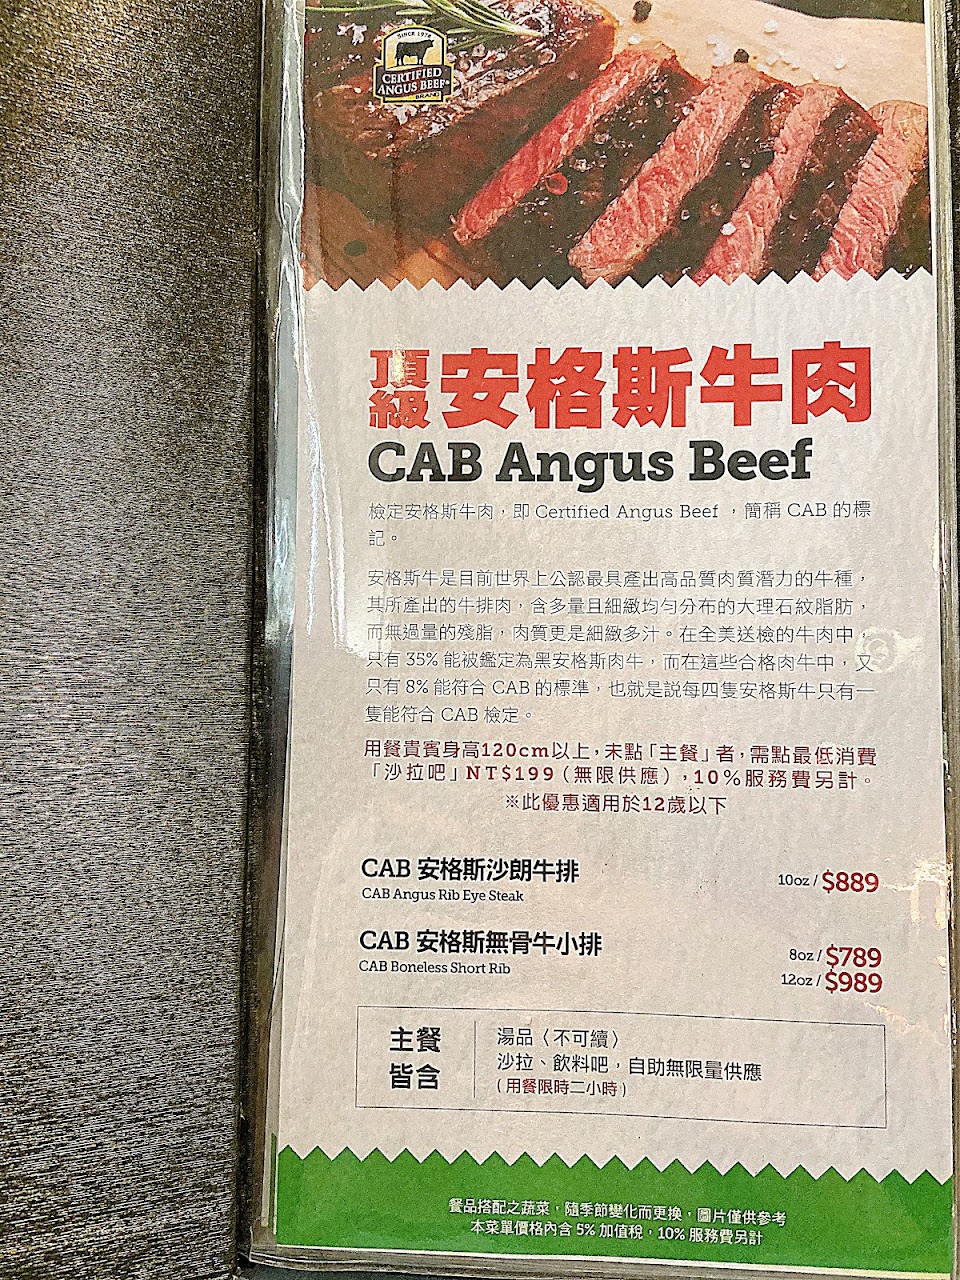 SINCE 1978
CERTIFIED
ANGUS BEEF®
BRAND
頂級安格斯牛肉
CAB Angus Beef
檢定安格斯牛肉，即 Certified Angus Beef ，簡稱 CAB 的標
記。
安格斯牛是目前世界上公認最具產出高品質肉質潛力的牛種，
其所產出的牛排肉，含多量且細緻均勻分布的大理石紋脂肪，
而無過量的殘脂，肉質更是細緻多汁。在全美送檢的牛肉中，
只有 35% 能被鑑定為黑安格斯肉牛，而在這些合格肉牛中，又
只有 8% 能符合 CAB 的標準，也就是説每四隻安格斯牛只有一
隻能符合 CAB 檢定。
用餐貴賓身高120cm以上，未點「主餐」者，需點最低消費
「沙拉吧」NT$199（無限供應），10%服務費另計。
※此優惠適用於12歲以下
CAB 安格斯沙朗牛排
10oz / $889
CAB Angus Rib Eye Steak
CAB 安格斯無骨牛小排
8oz / $789
CAB Boneless Short Rib
12oz / $989
主餐
皆含
湯品〈不可續〉
沙拉、飲料吧，自助無限量供應
( 用餐限時二小時 )
餐品搭配之蔬菜，隨季節變化而更換，圖片僅供參考
本菜單價格內含 5% 加值稅，10% 服務費另計